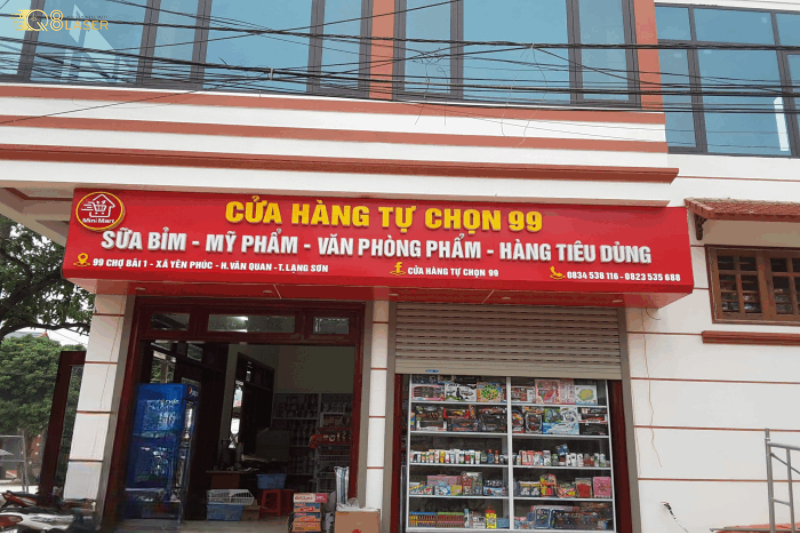 Q8LASER
Mini Mart
CỬA HÀNG TỰ CHỌN 99
SỮA BỈM - MỸ PHẨM - VĂN PHÒNG PHẨM - HÀNG TIÊU DÙNG
99 CHỢ BÃI 1 - XÃ YÊN PHÚC - H.VĂN QUAN - T.LẠNG SƠN
CỬA HÀNG TỰ CHỌN 99
0834 536 116 - 0823 535 688